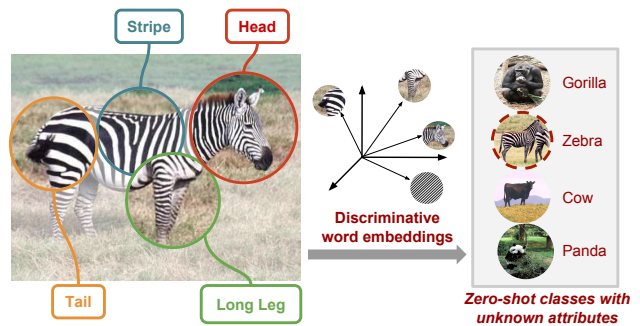 Stripe
Head
Tail
Long Leg
Discriminative
word embeddings
Gorilla
Zebra
Cow
Panda
Zero-shot classes with
unknown attributes